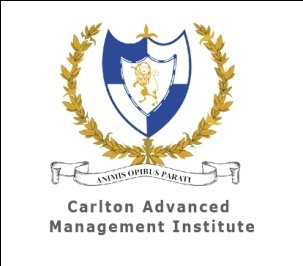 ANIMIS OPIBUS PARATI
Carlton Advanced
Management Institute